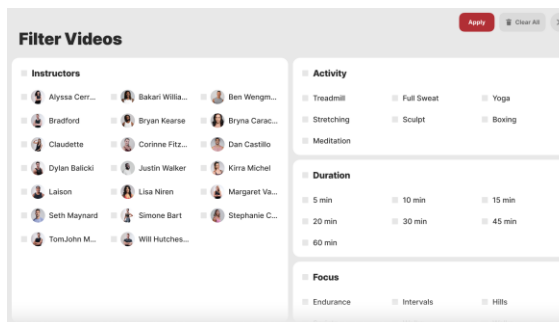 Apply
Clear All
Filter Videos
Instructors
Alyssa Cerr...
Bakari Willia...
Ben Wengm...
Bradford
Bryan Kearse
Bryna Carac...
Claudette
Corinne Fitz...
Dan Castillo
Dylan Balicki
Justin Walker
Kirra Michel
Laison
Lisa Niren
Margaret Va...
Seth Maynard
Simone Bart
Stephanie C...
TomJohn M...
Will Hutches...
Activity
Treadmill
Full Sweat
Yoga
Stretching
Sculpt
Boxing
Meditation
Duration
5 min
10 min
15 min
20 min
30 min
45 min
60 min
Focus
Endurance
Intervals
Hills